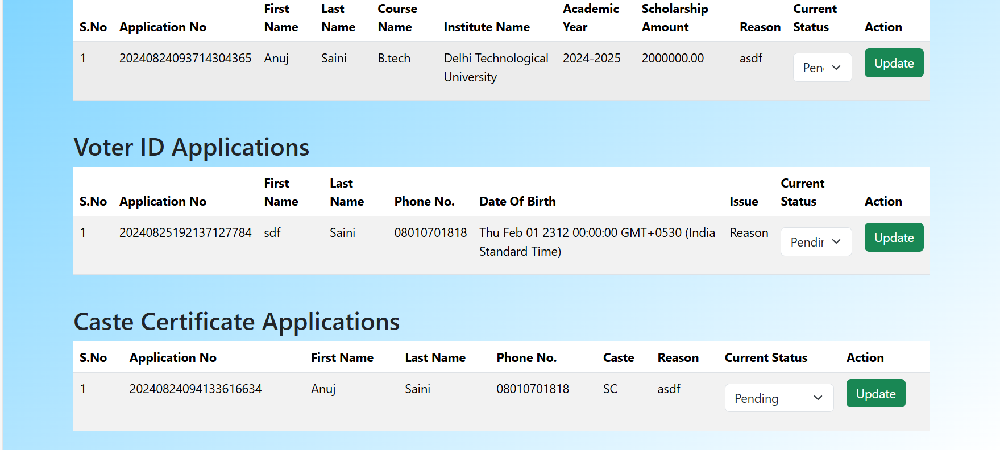 S.No Application No First Name Last Name Course Name Institute Name Academic Year Scholarship Amount Reason Current Status Action
1 20240824093714304365 Anuj Saini B.tech Delhi Technological University 2024-2025 2000000.00 asdf Pen Update
Voter ID Applications
S.No Application No First Name Last Name Phone No. Date Of Birth Issue Current Status Action
1 20240825192137127784 sdf Saini 08010701818 Thu Feb 01 2312 00:00:00 GMT+0530 (India Standard Time) Reason Pendin Update
Caste Certificate Applications
S.No Application No First Name Last Name Phone No. Caste Reason Current Status Action
1 20240824094133616634 Anuj Saini 08010701818 SC asdf Pending Update